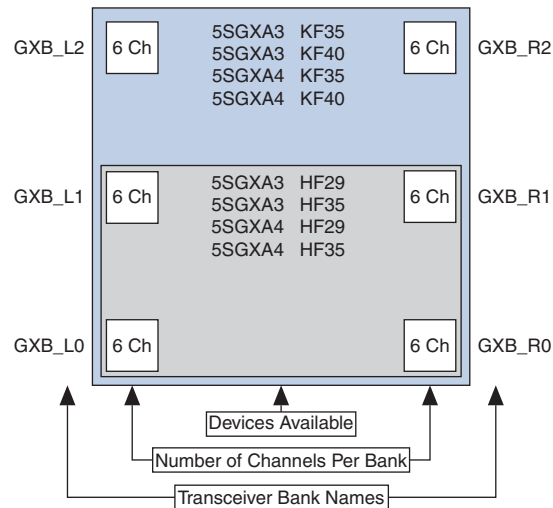 GXB_L2 6 Ch 5SGXA3 KF35 6 Ch GXB_R2
5SGXA3 KF40
5SGXA4 KF35
5SGXA4 KF40
GXB_L1 6 Ch 5SGXA3 HF29 6 Ch GXB_R1
5SGXA3 HF35
5SGXA4 HF29
5SGXA4 HF35
GXB_L0 6 Ch 6 Ch GXB_R0
Devices Available
Number of Channels Per Bank
Transceiver Bank Names